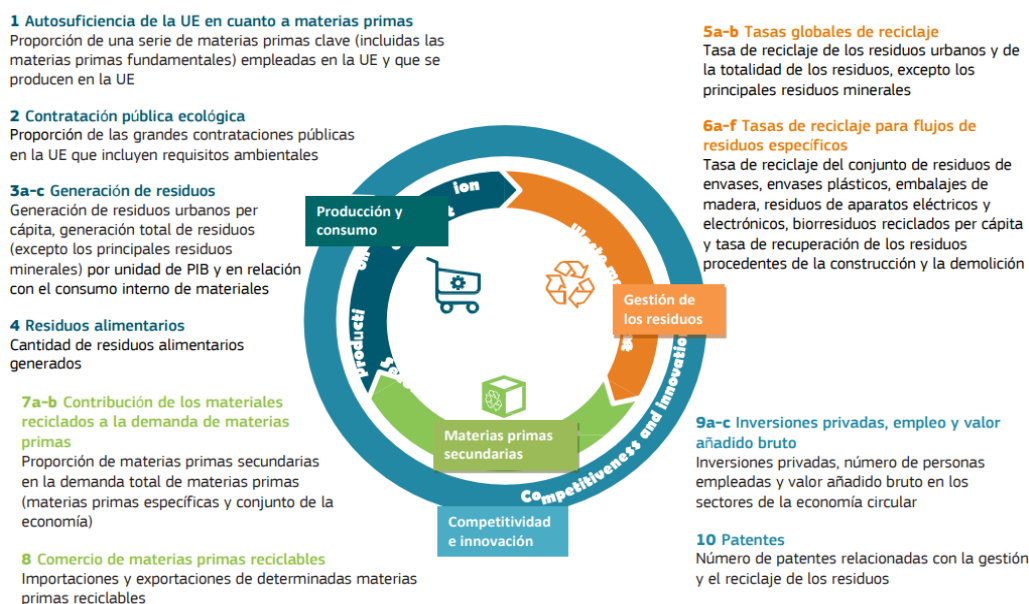 1 Autosuficiencia de la UE en cuanto a materias primas
Proporción de una serie de materias primas clave (incluidas las
materias primas fundamentales) empleadas en la UE y que se
producen en la UE
2 Contratación pública ecológica
Proporción de las grandes contrataciones públicas
en la UE que incluyen requisitos ambientales
3a-c Generación de residuos
Generación de residuos urbanos per
cápita, generación total de residuos
(excepto los principales residuos
minerales) por unidad de PIB y en relación
con el consumo interno de materiales
4 Residuos alimentarios
Cantidad de residuos alimentarios
generados
7a-b Contribución de los materiales
reciclados a la demanda de materias
primas
Proporción de materias primas secundarias
en la demanda total de materias primas
(materias primas específicas y conjunto de la
economía)
8 Comercio de materias primas reciclables
Importaciones y exportaciones de determinadas materias
primas reciclables
Producción y
consumo
Gestión de
los residuos
Materias primas
secundarias
Competitiveness and innovation
Competitividad
e innovación
5a-b Tasas globales de reciclaje
Tasa de reciclaje de los residuos urbanos y de
la totalidad de los residuos, excepto los
principales residuos minerales
6a-f Tasas de reciclaje para flujos de
residuos específicos
Tasa de reciclaje del conjunto de residuos de
envases, envases plásticos, embalajes de
madera, residuos de aparatos eléctricos y
electrónicos, biorresiduos reciclados per cápita
y tasa de recuperación de los residuos
procedentes de la construcción y la demolición
9a-c Inversiones privadas, empleo y valor
añadido bruto
Inversiones privadas, número de personas
empleadas y valor añadido bruto en los
sectores de la economía circular
10 Patentes
Número de patentes relacionadas con la gestión
y el reciclaje de los residuos